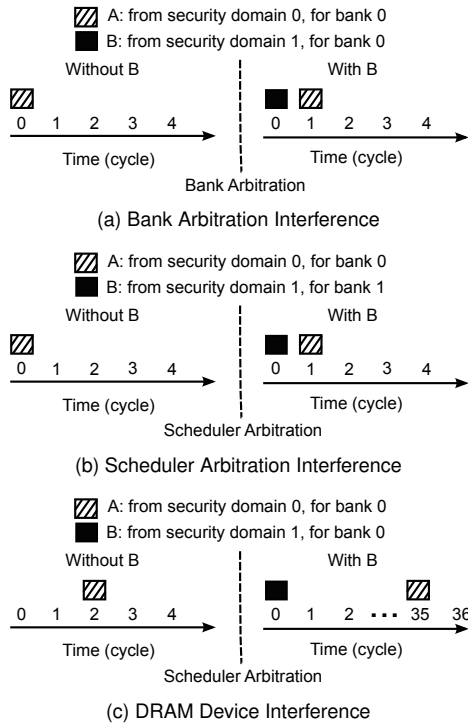 A: from security domain 0, for bank 0
B: from security domain 1, for bank 0
Without B With B
0 1 2 3 4 0 1 2 3 4
Time (cycle) Time (cycle)
Bank Arbitration
(a) Bank Arbitration Interference
A: from security domain 0, for bank 0
B: from security domain 1, for bank 1
Without B With B
0 1 2 3 4 0 1 2 3 4
Time (cycle) Time (cycle)
Scheduler Arbitration
(b) Scheduler Arbitration Interference
A: from security domain 0, for bank 0
B: from security domain 1, for bank 0
Without B With B
0 1 2 3 4 0 1 2 ... 35 36
Time (cycle) Time (cycle)
Scheduler Arbitration
(c) DRAM Device Interference